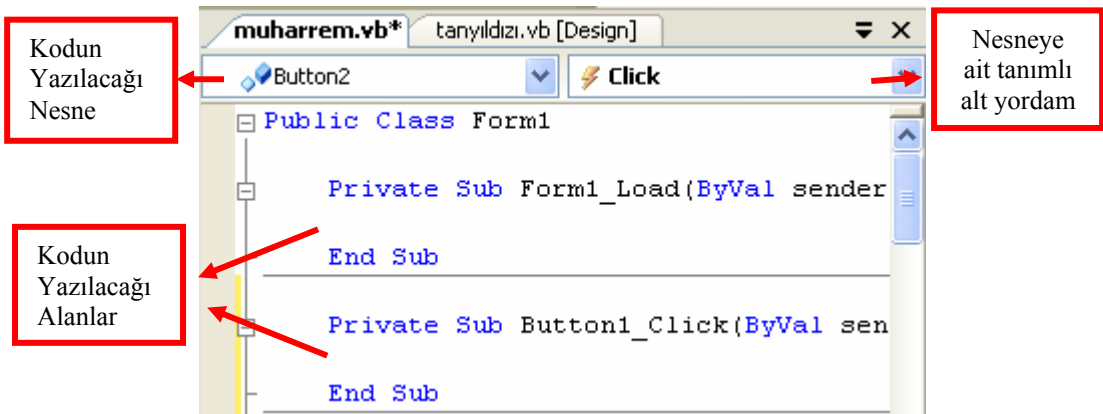 muharrem.vb* tanyıldızı.vb [Design]
Kodun
Yazılacağı
Nesne
Button2 Click
Nesneye
ait tanımlı
alt yordam
Public Class Form1
Private Sub Form1_Load(ByVal sender
End Sub
Kodun
Yazılacağı
Alanlar
Private Sub Button1_Click(ByVal sen
End Sub